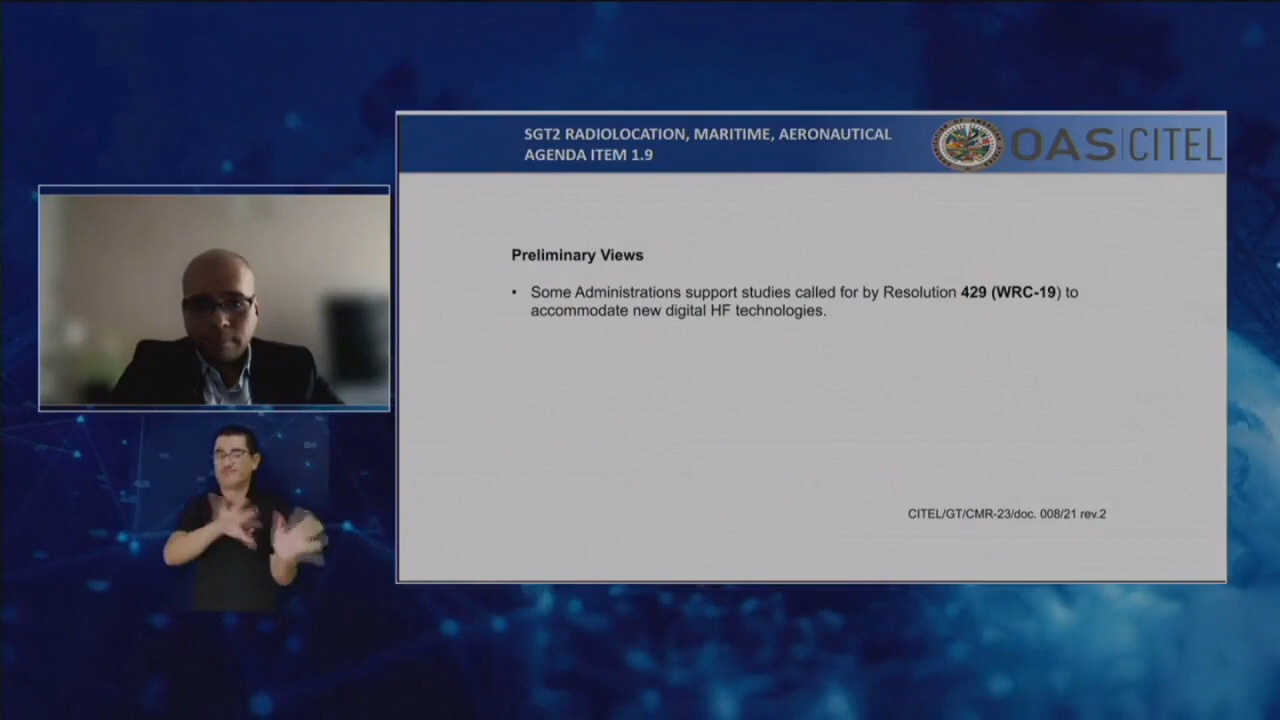 SGT2 RADIOLOCATION, MARITIME, AERONAUTICAL
AGENDA ITEM 1.9
OAS|CITEL
Preliminary Views
• Some Administrations support studies called for by Resolution 429 (WRC-19) to
accommodate new digital HF technologies.
CITEL/GT/CMR-23/doc. 008/21 rev.2